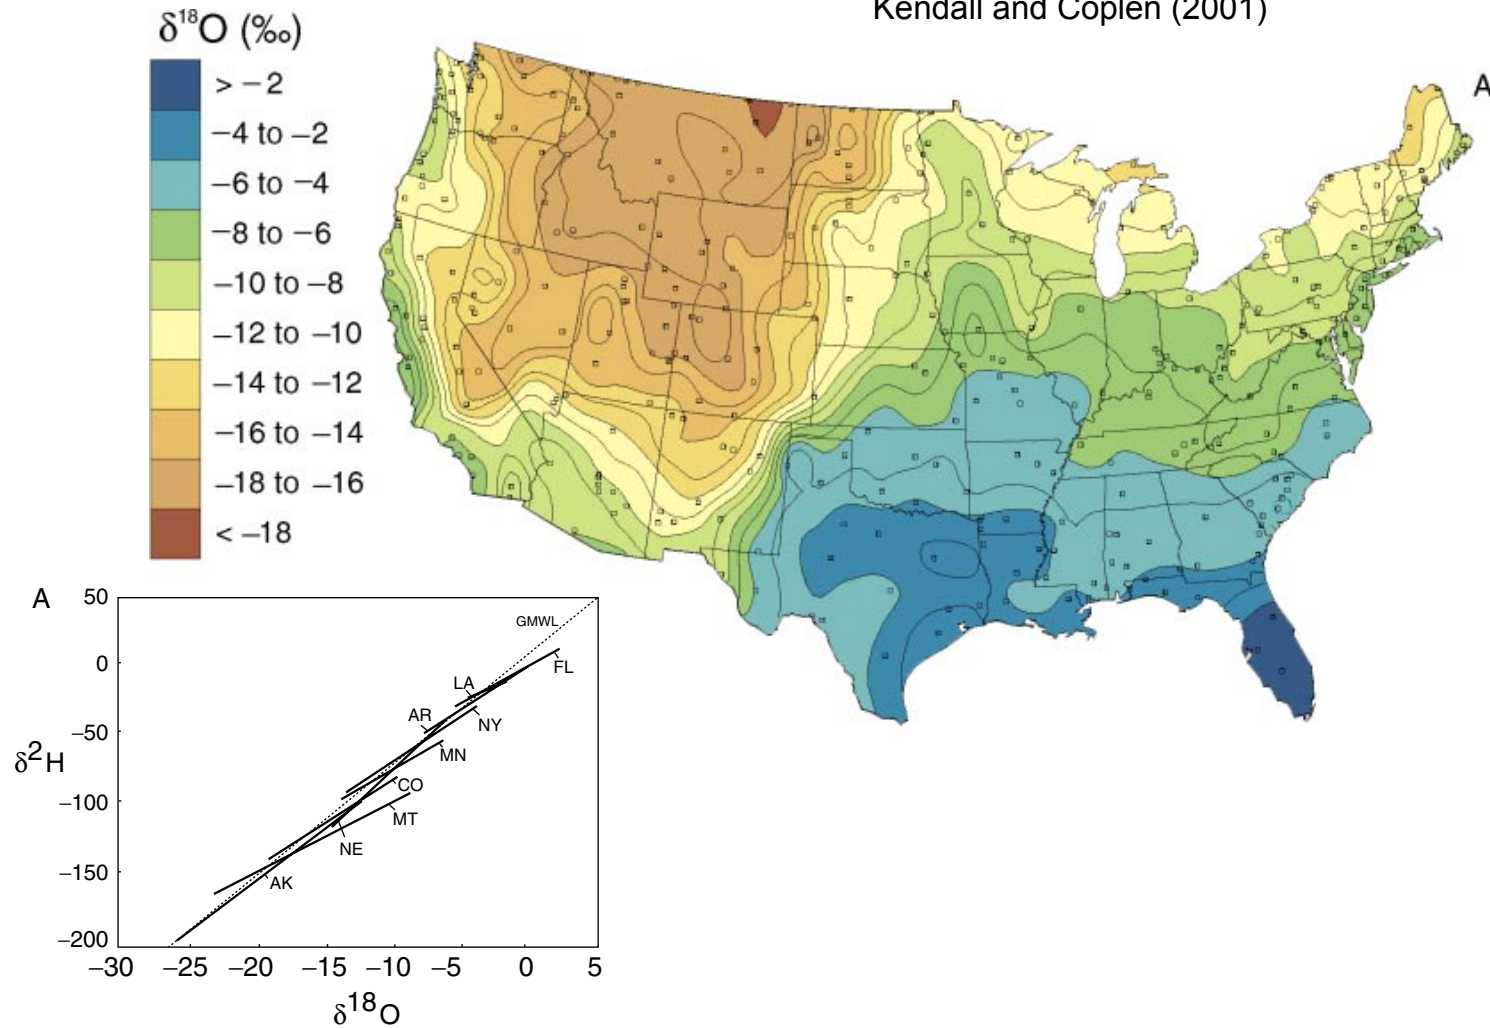 Kendall and Coplen (2001)
δ18O (‰)
> −2
−4 to −2
−6 to −4
−8 to −6
−10 to −8
−12 to −10
−14 to −12
−16 to −14
−18 to −16
< −18
A
A
50
0
−50
−100
−150
−200
δ2H
GMWL
FL
LA
AR
NY
MN
CO
MT
NE
AK
−30 −25 −20 −15 −10 −5 0 5
δ18O